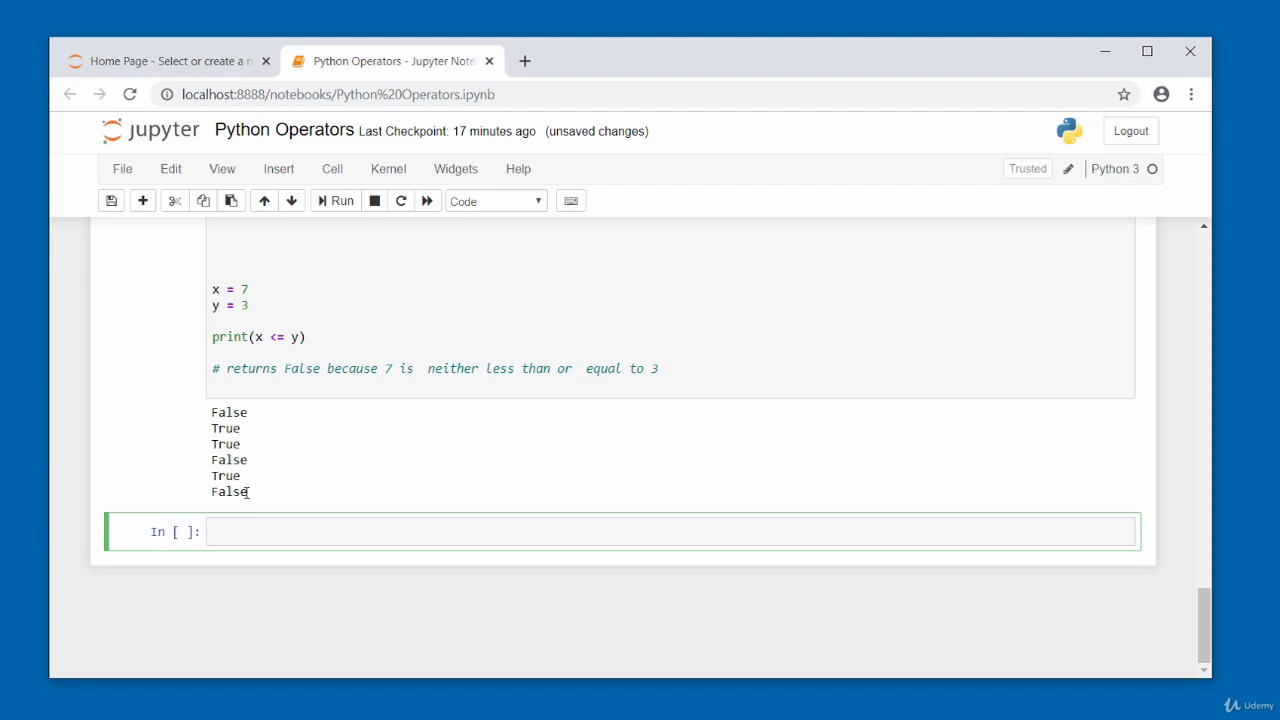 Home Page - Select or create a n
Python Operators - Jupyter Note
localhost:8888/notebooks/Python%20Operators.ipynb
jupyter Python Operators Last Checkpoint: 17 minutes ago (unsaved changes) Logout
File Edit View Insert Cell Kernel Widgets Help Trusted Python 3
Run Code
x = 7
y = 3
print(x <= y)
# returns False because 7 is  neither less than or  equal to 3
False
True
True
False
True
False
In [ ]:
Udemy